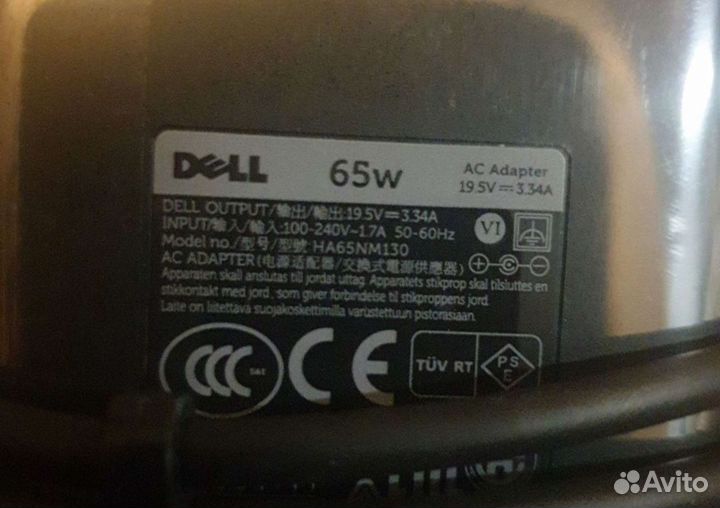 DELL 65W AC Adapter
19.5V⎓3.34A
DELL OUTPUT/输出/輸出:19.5V⎓3.34A
INPUT/输入/輸入:100-240V~1.7A 50-60Hz
Model no./型号/型號:HA65NM130
VI
AC ADAPTER(电源适配器/交換式電源供應器)
Apparaten skall anslutas till jordat uttag. Apparatets stikprop skal tilsluttes en
stikkontakt med jord, som giver forbindelse til stikproppens jord.
Laite on liitettävä suojakoskettimilla varustettuun pistorasiaan.
CCC S&E CE TÜV RT PS E
Avito